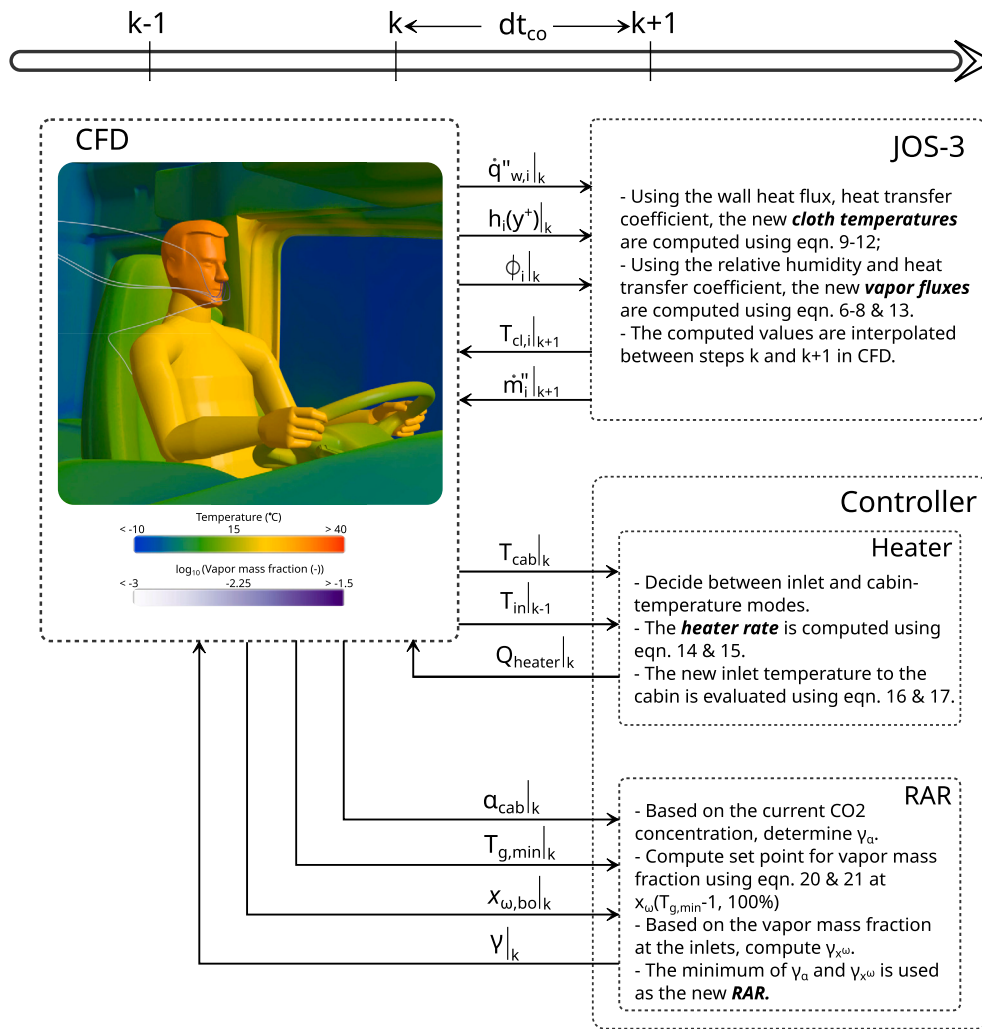 k-1
k
dt_co
k+1
CFD
Temperature (°C)
< -10
15
> 40
log₁₀ (Vapor mass fraction (-))
< -3
-2.25
> -1.5
q̇"_w,i|_k
h_i(y⁺)|_k
ϕ_i|_k
T_cl,i|_k+1
ṁ"_i|_k+1
JOS-3
- Using the wall heat flux, heat transfer
coefficient, the new cloth temperatures
are computed using eqn. 9-12;
- Using the relative humidity and heat
transfer coefficient, the new vapor fluxes
are computed using eqn. 6-8 & 13.
- The computed values are interpolated
between steps k and k+1 in CFD.
T_cab|_k
T_in|_k-1
Q_heater|_k
Controller
Heater
- Decide between inlet and cabin-
temperature modes.
- The heater rate is computed using
eqn. 14 & 15.
- The new inlet temperature to the
cabin is evaluated using eqn. 16 & 17.
α_cab|_k
T_g,min|_k
x_ω,bo|_k
γ|_k
RAR
- Based on the current CO2
concentration, determine γ_α.
- Compute set point for vapor mass
fraction using eqn. 20 & 21 at
x_ω(T_g,min-1, 100%)
- Based on the vapor mass fraction
at the inlets, compute γ_xω.
- The minimum of γ_α and γ_xω is used
as the new RAR.